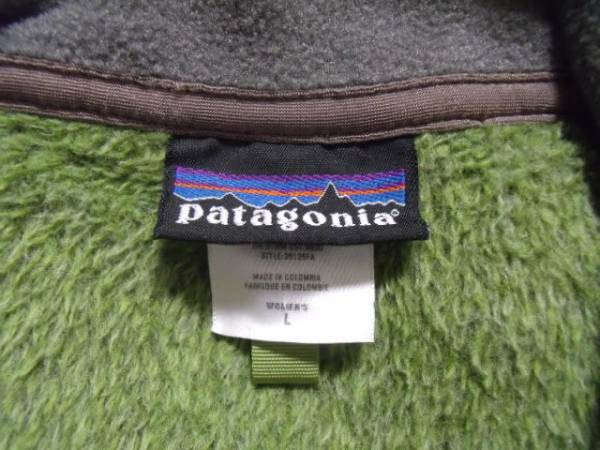 patagonia®
MADE IN COLOMBIA
FABRIQUE EN COLOMBIE
WOMEN'S
L